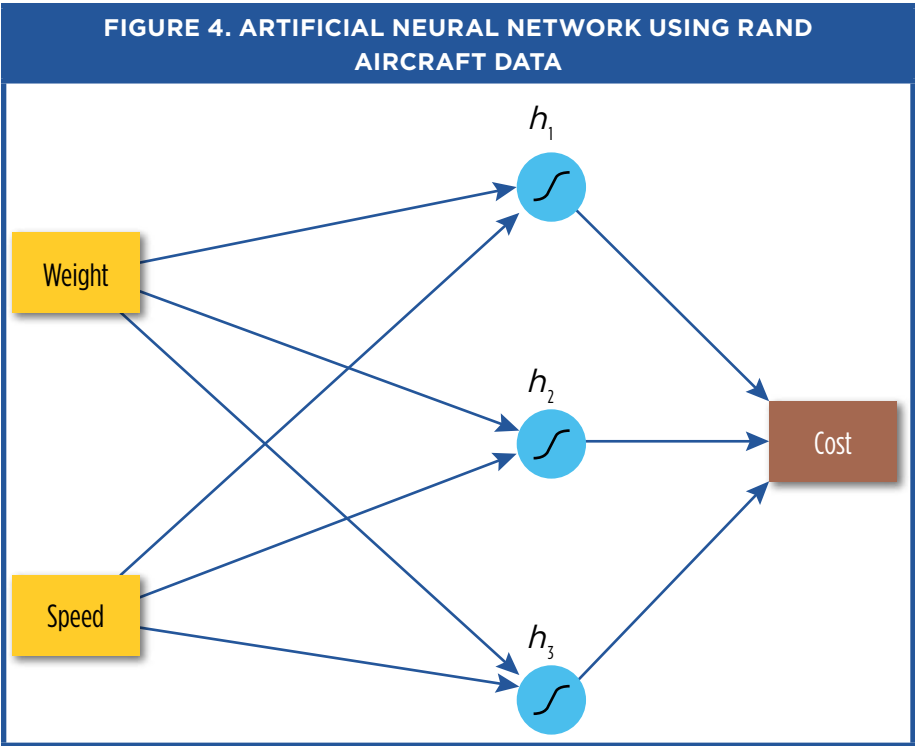 FIGURE 4. ARTIFICIAL NEURAL NETWORK USING RAND
AIRCRAFT DATA
h₁
Weight
h₂
Cost
Speed
h₃